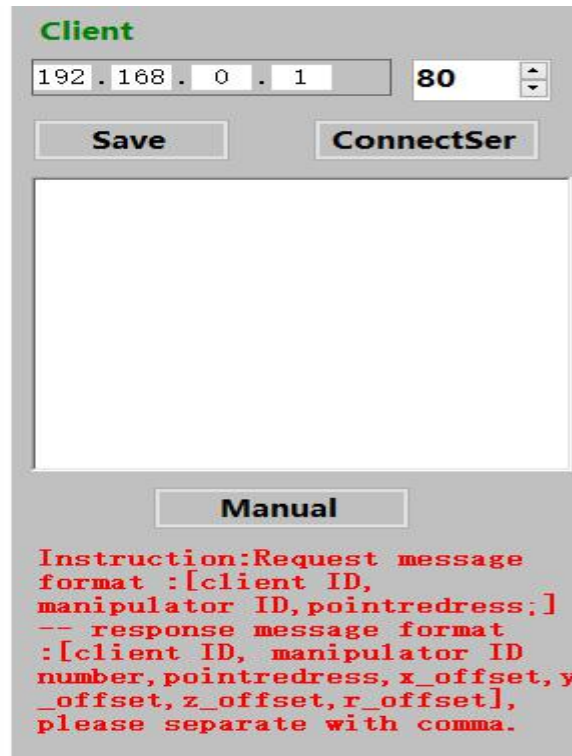 Client
192 . 168 . 0 . 1 80
Save ConnectSer
Manual
Instruction:Request message
format :[client ID,
manipulator ID,pointredress;]
-- response message format
:[client ID, manipulator ID
number,pointredress,x_offset,y
_offset,z_offset,r_offset],
please separate with comma.